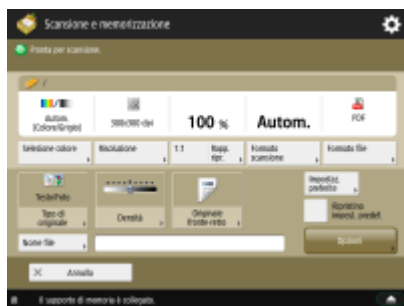 Scansione e memorizzazione
Pronta per scansione.
/
Autom.
(Colore/Grigio)
300x300 dpi
100 %
Autom.
PDF
Selezione colore
Risoluzione
1:1
Rapp.
ripr.
Formato
scansione
Formato file
Testo/Foto
Tipo di
originale
Densità
Originale
fronte-retro
Impostaz.
preferite
Ripristino
impost. predef.
Nome file
Opzioni
Annulla
Il supporto di memoria è collegato.